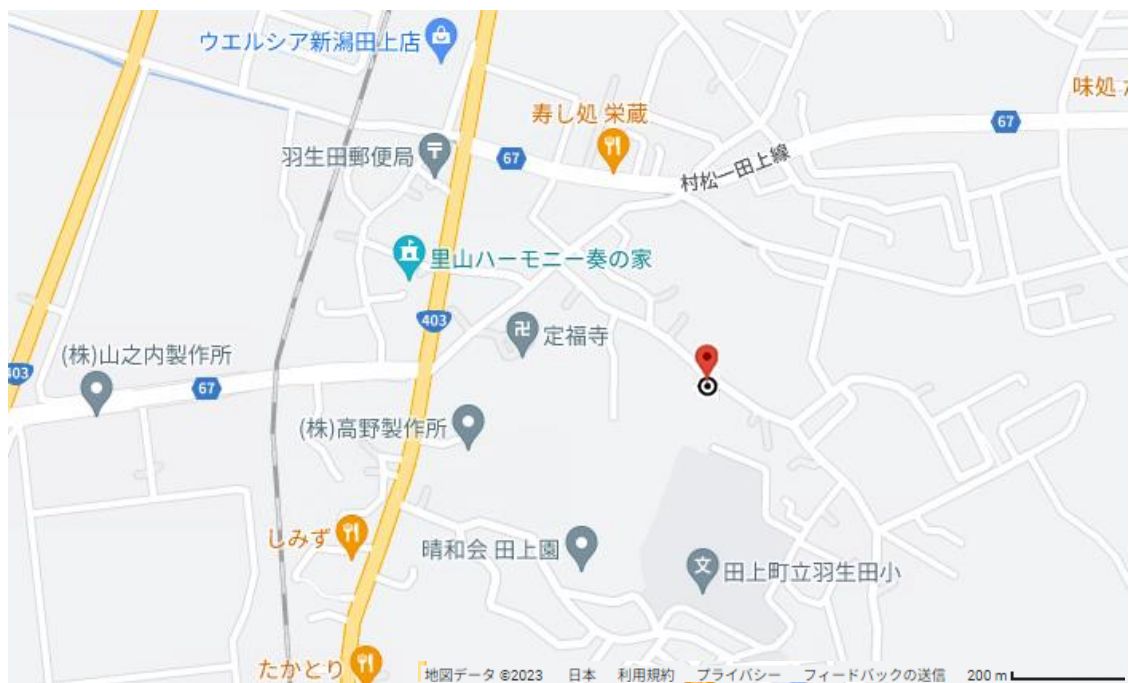 ウエルシア新潟田上店
寿し処 栄蔵
味処
67
羽生田郵便局
67
村松一田上線
里山ハーモニー奏の家
403
定福寺
(株)山之内製作所
403
67
(株)高野製作所
しみず
晴和会 田上園
田上町立羽生田小
たかとり
地図データ ©2023 日本 利用規約 プライバシー フィードバックの送信 200 m